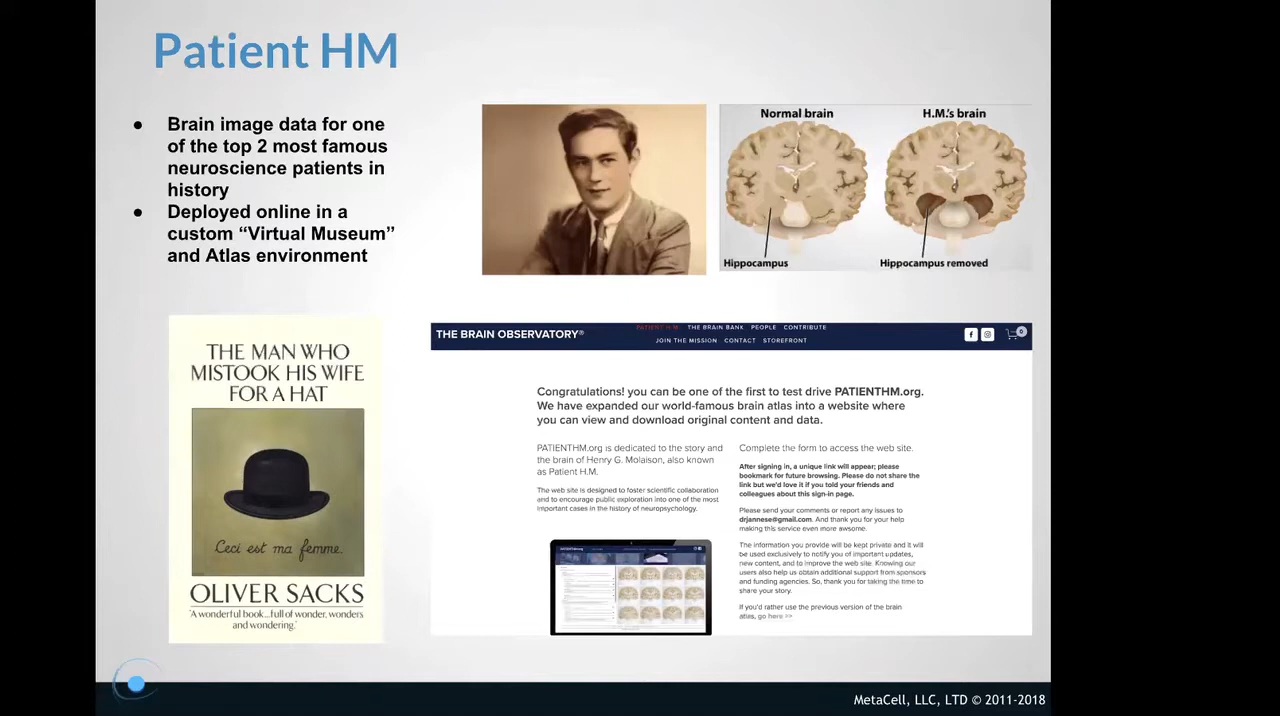 Patient HM
● Brain image data for one
of the top 2 most famous
neuroscience patients in
history
● Deployed online in a
custom “Virtual Museum”
and Atlas environment
Normal brain
H.M.'s brain
Hippocampus
Hippocampus removed
THE MAN WHO
MISTOOK HIS WIFE
FOR A HAT
Ceci est ma femme.
OLIVER SACKS
'A wonderful book...full of wonder, wonders
and wondering.'
THE BRAIN OBSERVATORY®
PATIENT H.M. THE BRAIN BANK PEOPLE CONTRIBUTE
JOIN THE MISSION CONTACT STOREFRONT
0
Congratulations! you can be one of the first to test drive PATIENTHM.org.
We have expanded our world-famous brain atlas into a website where
you can view and download original content and data.
PATIENTHM.org is dedicated to the story and
the brain of Henry G. Molaison, also known
as Patient H.M.
The web site is designed to foster scientific collaboration
and to encourage public exploration into one of the most
important cases in the history of neuropsychology.
PATIENTHM.org
Complete the form to access the web site.
After signing in, a unique link will appear; please
bookmark for future browsing. Please do not share the
link but we'd love it if you told your friends and
colleagues about this sign-in page.
Please send your comments or report any issues to
drjannese@gmail.com. And thank you for your help
making this service even more awsome.
The information you provide will be kept private and it will
be used exclusively to notify you of important updates,
new content, and to improve the web site. Knowing our
users also help us obtain additional support from sponsors
and funding agencies. So, thank you for taking the time to
share your story.
If you'd rather use the previous version of the brain
atlas, go here >>
MetaCell, LLC, LTD © 2011-2018